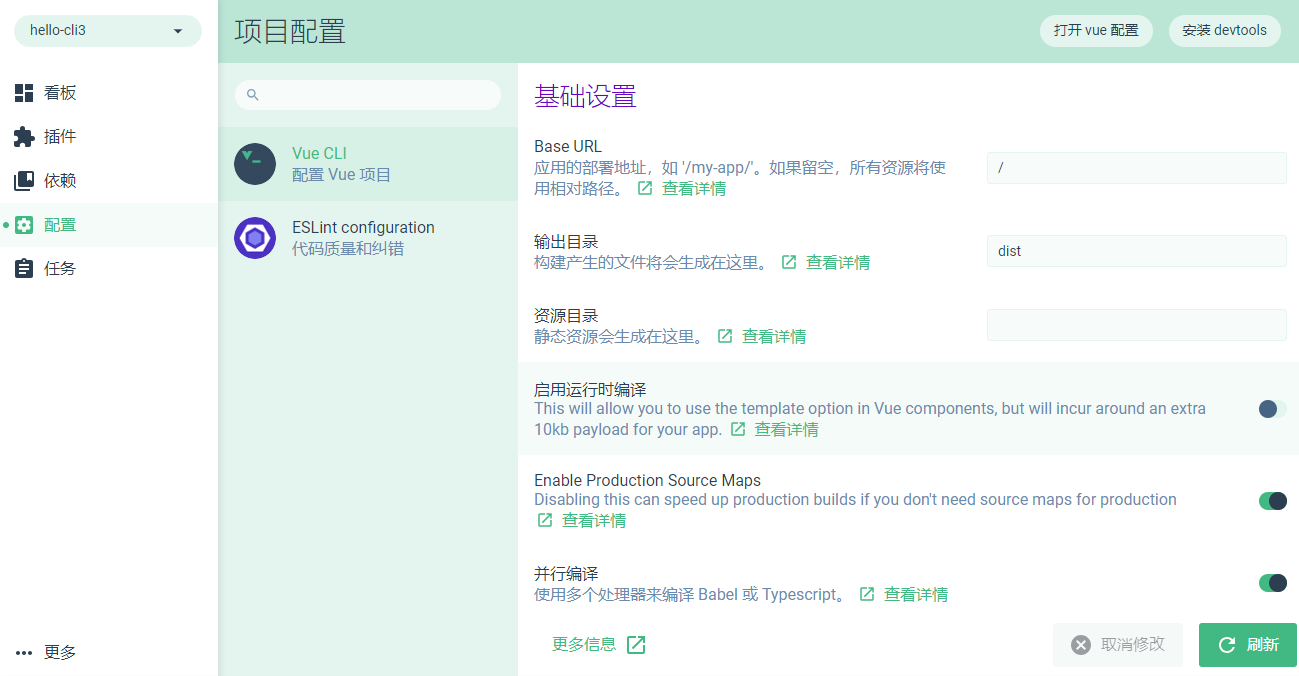 hello-cli3
看板
插件
依赖
配置
任务
更多
项目配置
打开 vue 配置
安装 devtools
Vue CLI
配置 Vue 项目
ESLint configuration
代码质量和纠错
基础设置
Base URL
应用的部署地址，如 '/my-app/'。如果留空，所有资源将使
用相对路径。 查看详情
/
输出目录
构建产生的文件将会生成在这里。 查看详情
dist
资源目录
静态资源会生成在这里。 查看详情
启用运行时编译
This will allow you to use the template option in Vue components, but will incur around an extra
10kb payload for your app. 查看详情
Enable Production Source Maps
Disabling this can speed up production builds if you don't need source maps for production
查看详情
并行编译
使用多个处理器来编译 Babel 或 Typescript。 查看详情
更多信息
取消修改
刷新